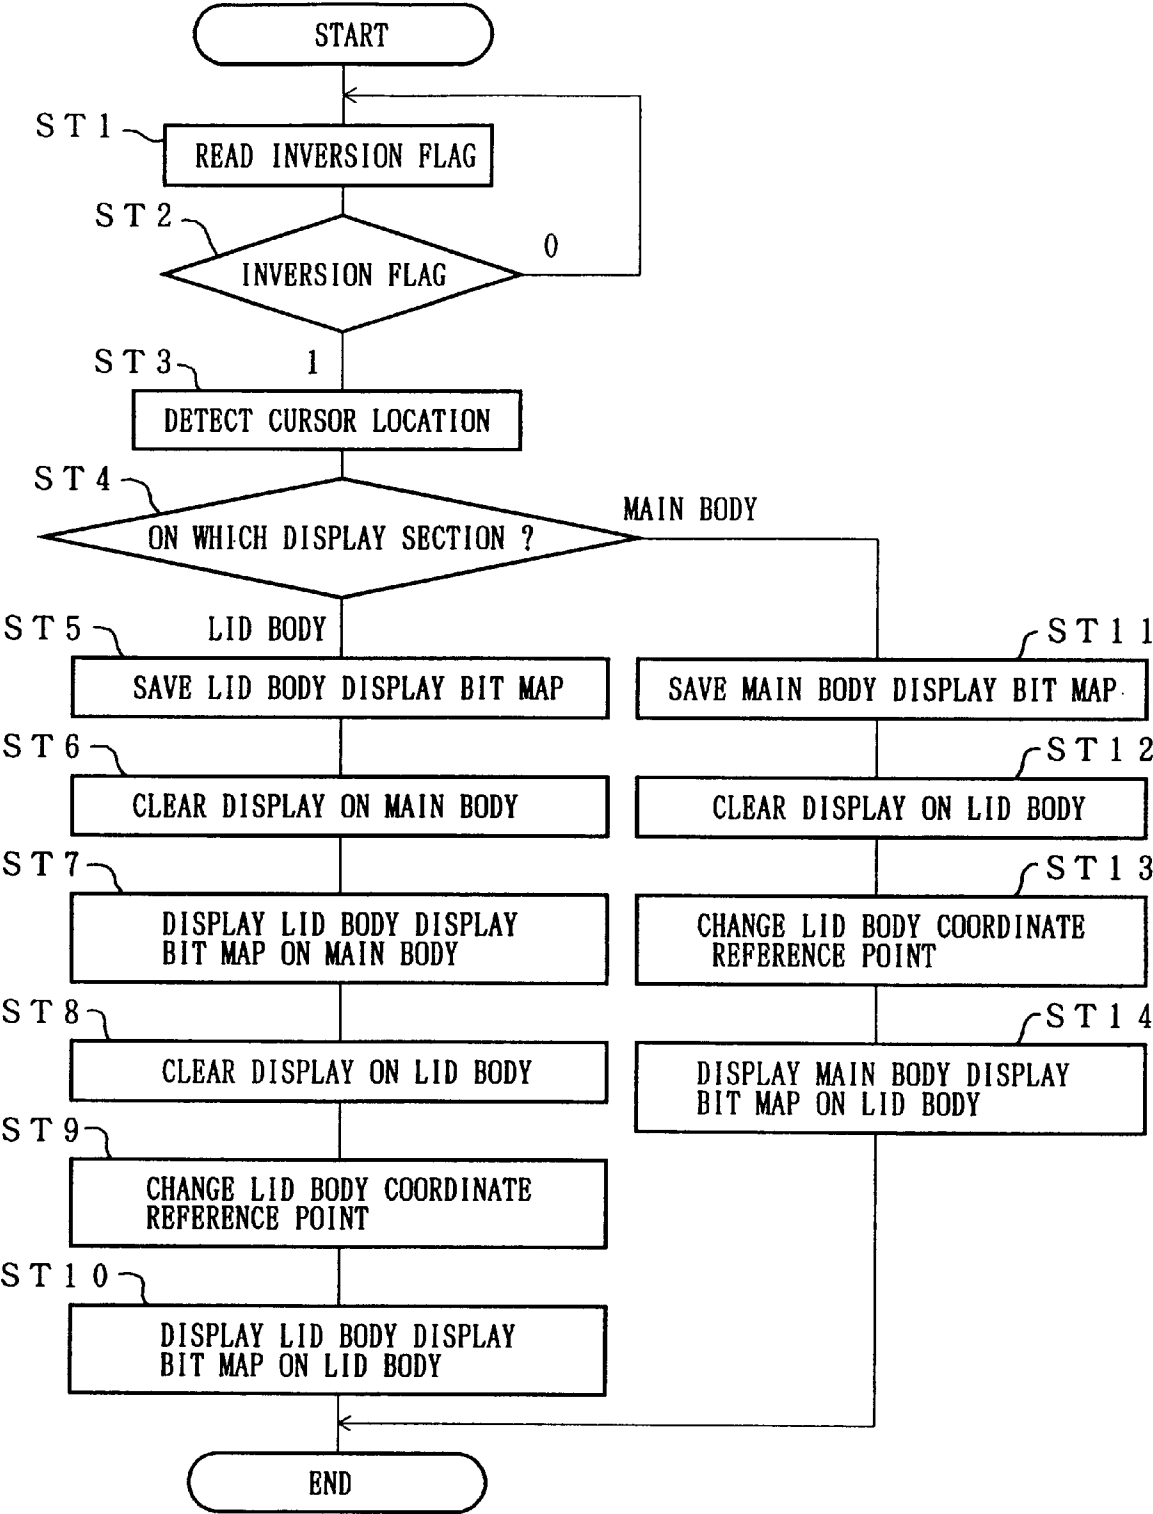 START
ST1
READ INVERSION FLAG
ST2
INVERSION FLAG
0
1
ST3
DETECT CURSOR LOCATION
ST4
ON WHICH DISPLAY SECTION ?
MAIN BODY
LID BODY
ST5
SAVE LID BODY DISPLAY BIT MAP
ST6
CLEAR DISPLAY ON MAIN BODY
ST7
DISPLAY LID BODY DISPLAY
BIT MAP ON MAIN BODY
ST8
CLEAR DISPLAY ON LID BODY
ST9
CHANGE LID BODY COORDINATE
REFERENCE POINT
ST10
DISPLAY LID BODY DISPLAY
BIT MAP ON LID BODY
ST11
SAVE MAIN BODY DISPLAY BIT MAP
ST12
CLEAR DISPLAY ON LID BODY
ST13
CHANGE LID BODY COORDINATE
REFERENCE POINT
ST14
DISPLAY MAIN BODY DISPLAY
BIT MAP ON LID BODY
END